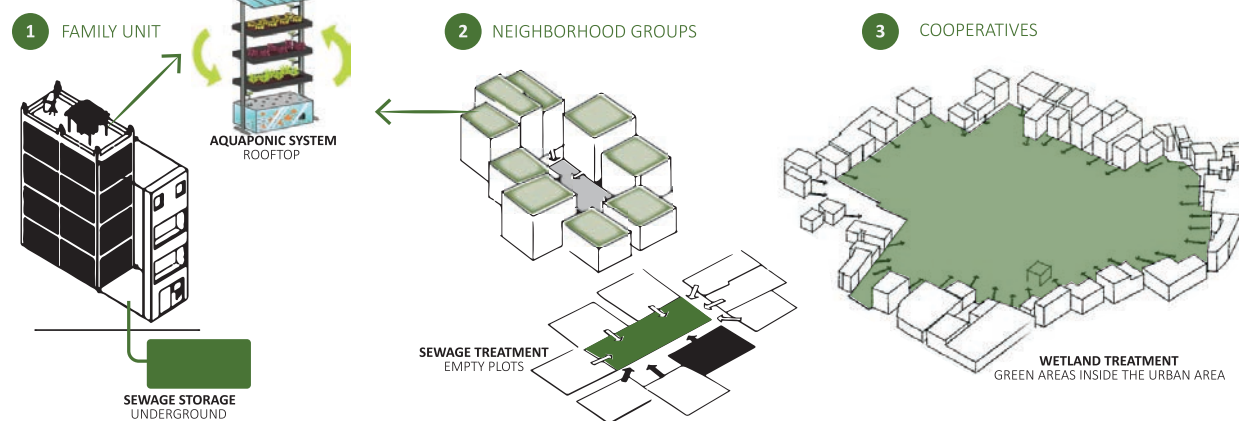 1 FAMILY UNIT
AQUAPONIC SYSTEM
ROOFTOP
SEWAGE STORAGE
UNDERGROUND
2 NEIGHBORHOOD GROUPS
SEWAGE TREATMENT
EMPTY PLOTS
3 COOPERATIVES
WETLAND TREATMENT
GREEN AREAS INSIDE THE URBAN AREA